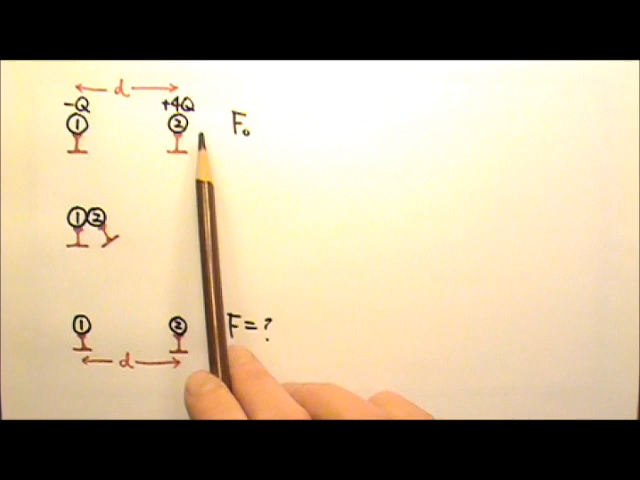 d
-Q +4Q
1 2 F₀
1 2
1 2 F = ?
d